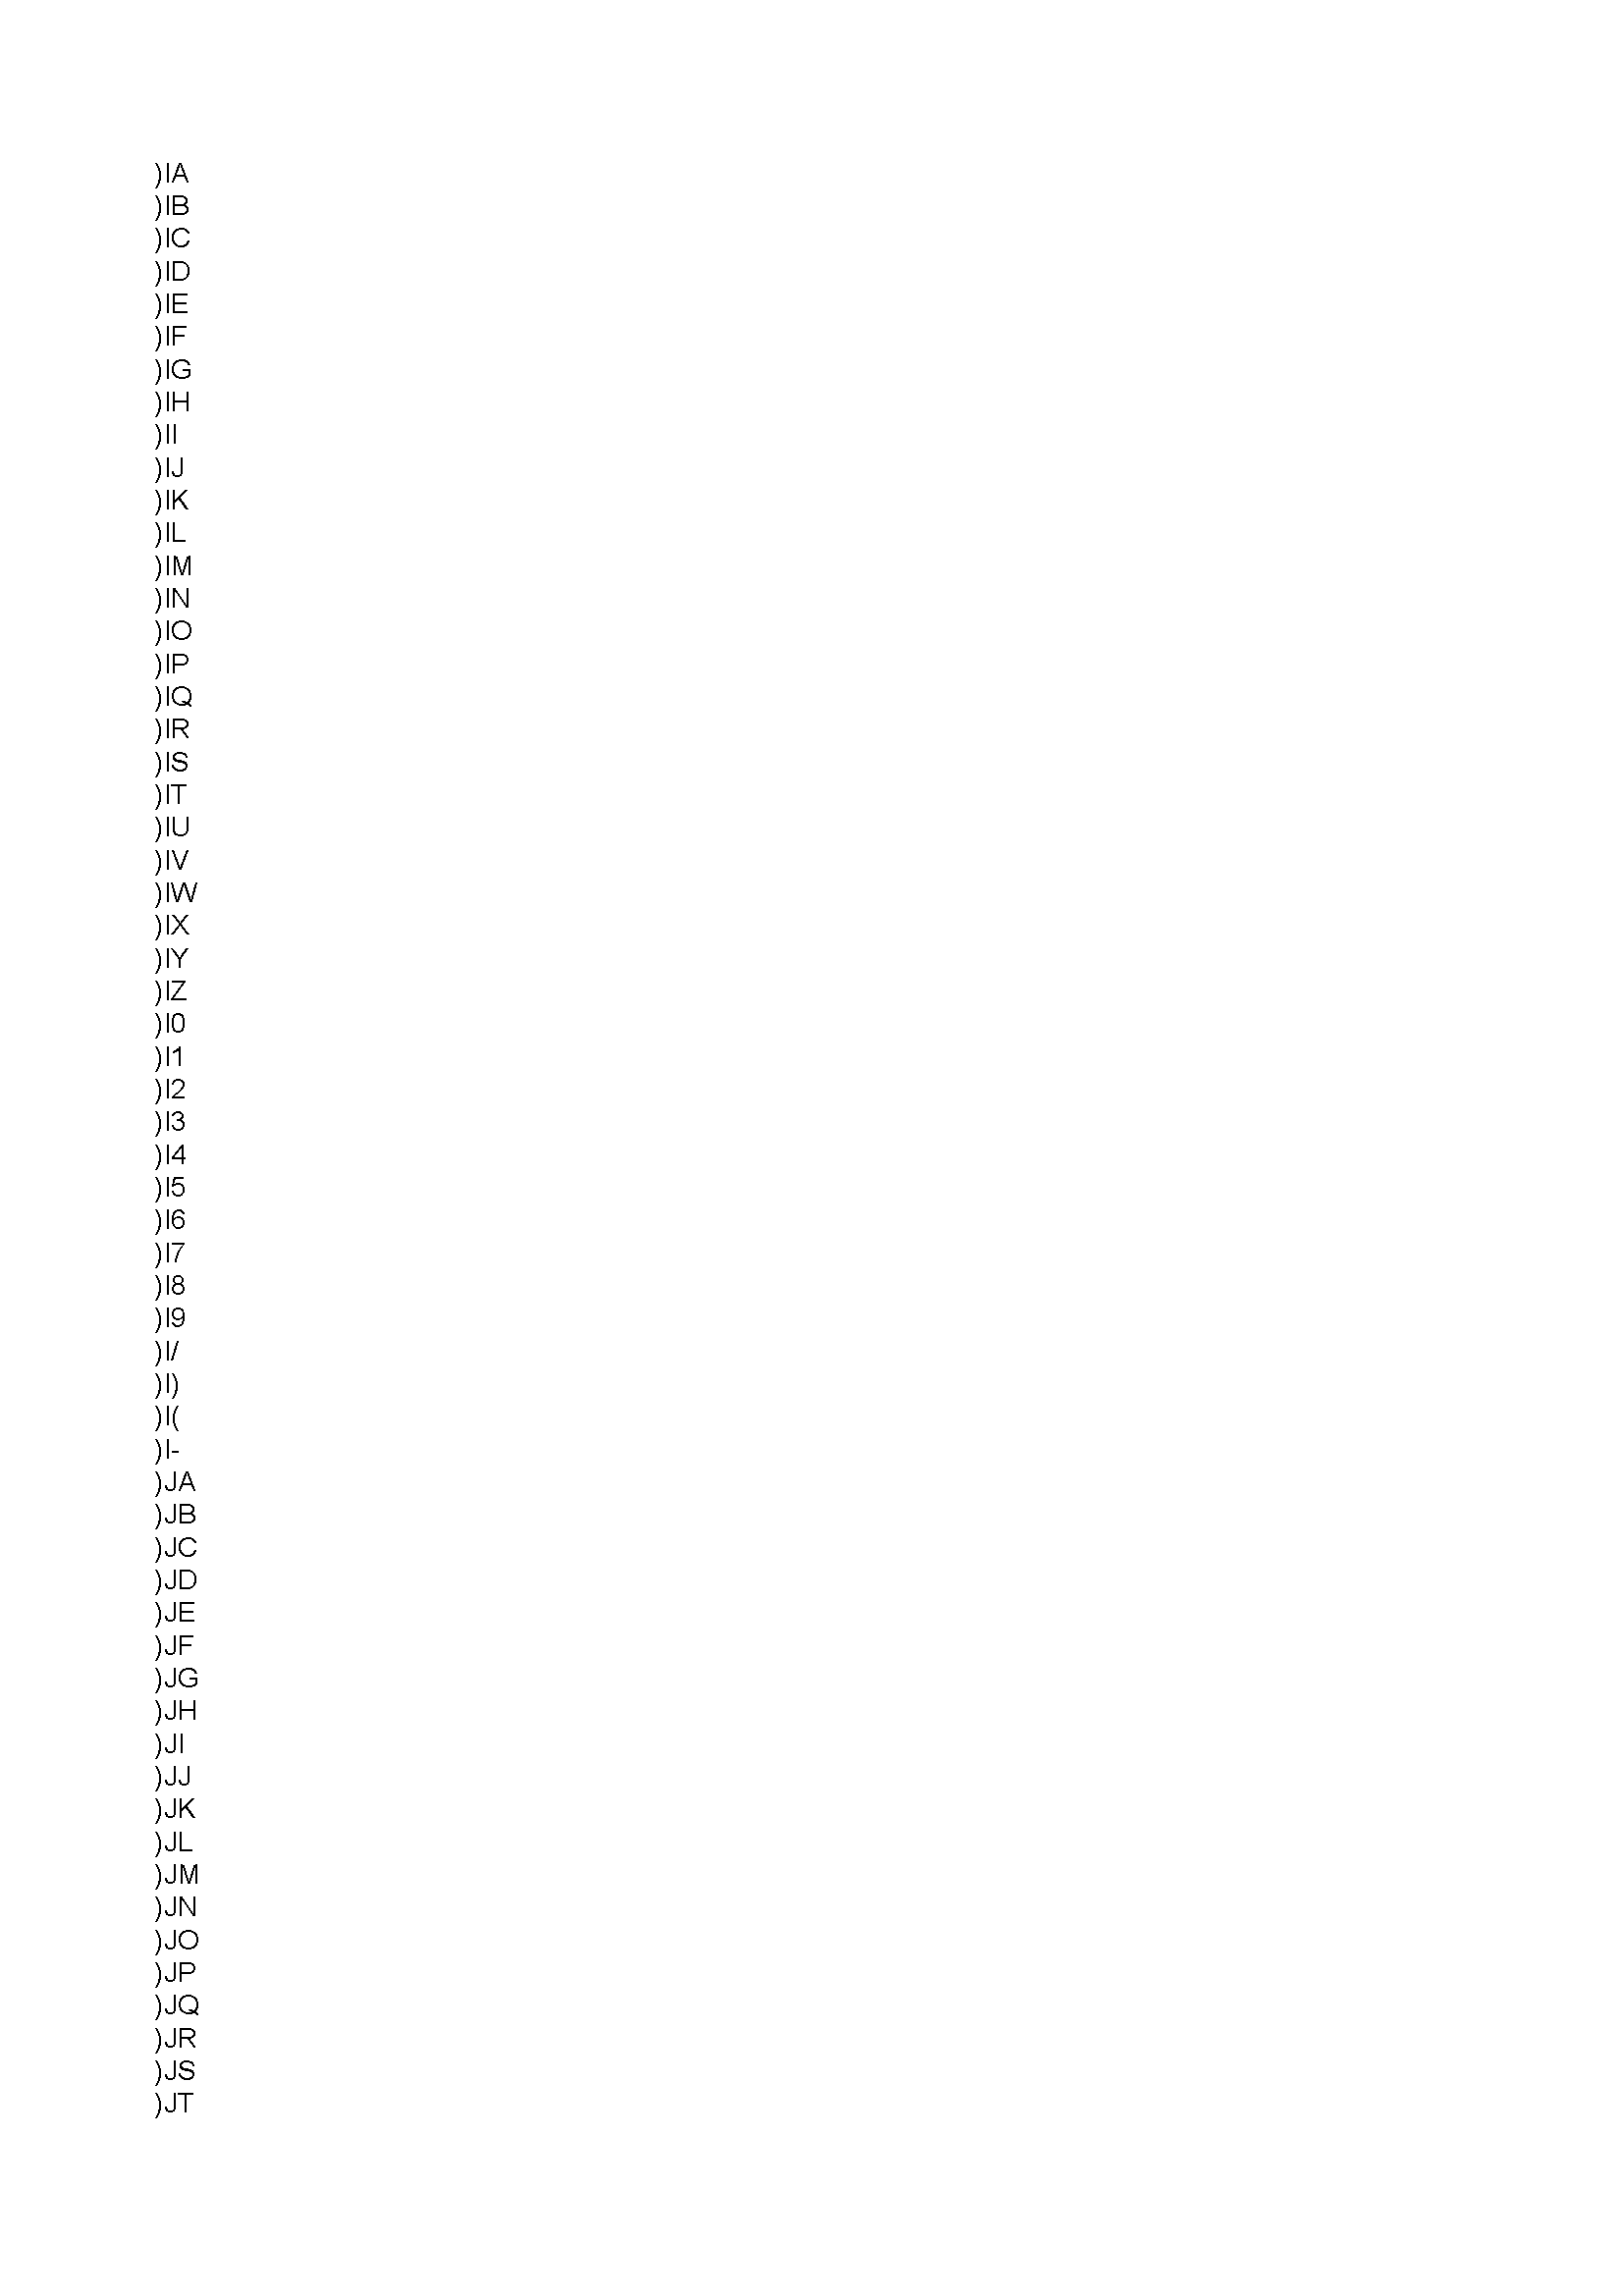 )IA
)IB
)IC
)ID
)IE
)IF
)IG
)IH
)II
)IJ
)IK
)IL
)IM
)IN
)IO
)IP
)IQ
)IR
)IS
)IT
)IU
)IV
)IW
)IX
)IY
)IZ
)I0
)I1
)I2
)I3
)I4
)I5
)I6
)I7
)I8
)I9
)I/
)I)
)I(
)I-
)JA
)JB
)JC
)JD
)JE
)JF
)JG
)JH
)JI
)JJ
)JK
)JL
)JM
)JN
)JO
)JP
)JQ
)JR
)JS
)JT